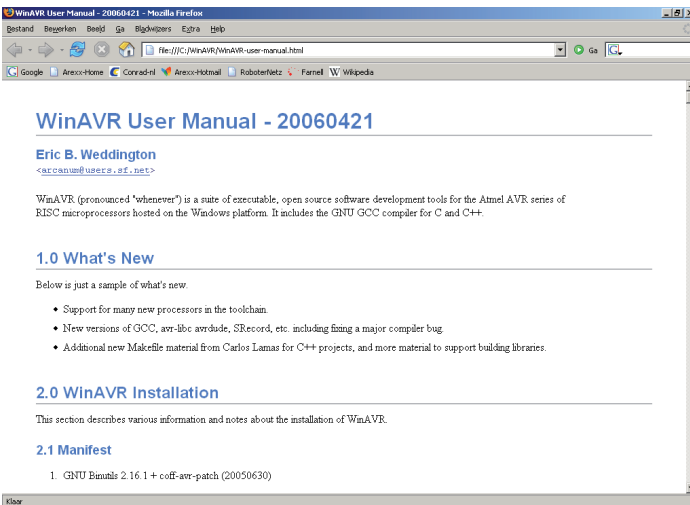 WinAVR User Manual - 20060421 - Mozilla Firefox
Bestand Bewerken Beeld Ga Bladwijzers Extra Help
file:///C:/WinAVR/WinAVR-user-manual.html Ga
Google Arexx-Home Conrad-nl Arexx-Hotmail RoboterNetz Farnell Wikipedia
WinAVR User Manual - 20060421
Eric B. Weddington
<arcanum@users.sf.net>
WinAVR (pronounced "whenever") is a suite of executable, open source software development tools for the Atmel AVR series of
RISC microprocessors hosted on the Windows platform. It includes the GNU GCC compiler for C and C++.
1.0 What's New
Below is just a sample of what's new.
Support for many new processors in the toolchain.
New versions of GCC, avr-libc avrdude, SRecord, etc. including fixing a major compiler bug.
Additional new Makefile material from Carlos Lamas for C++ projects, and more material to support building libraries.
2.0 WinAVR Installation
This section describes various information and notes about the installation of WinAVR.
2.1 Manifest
1. GNU Binutils 2.16.1 + coff-avr-patch (20050630)
Klaar